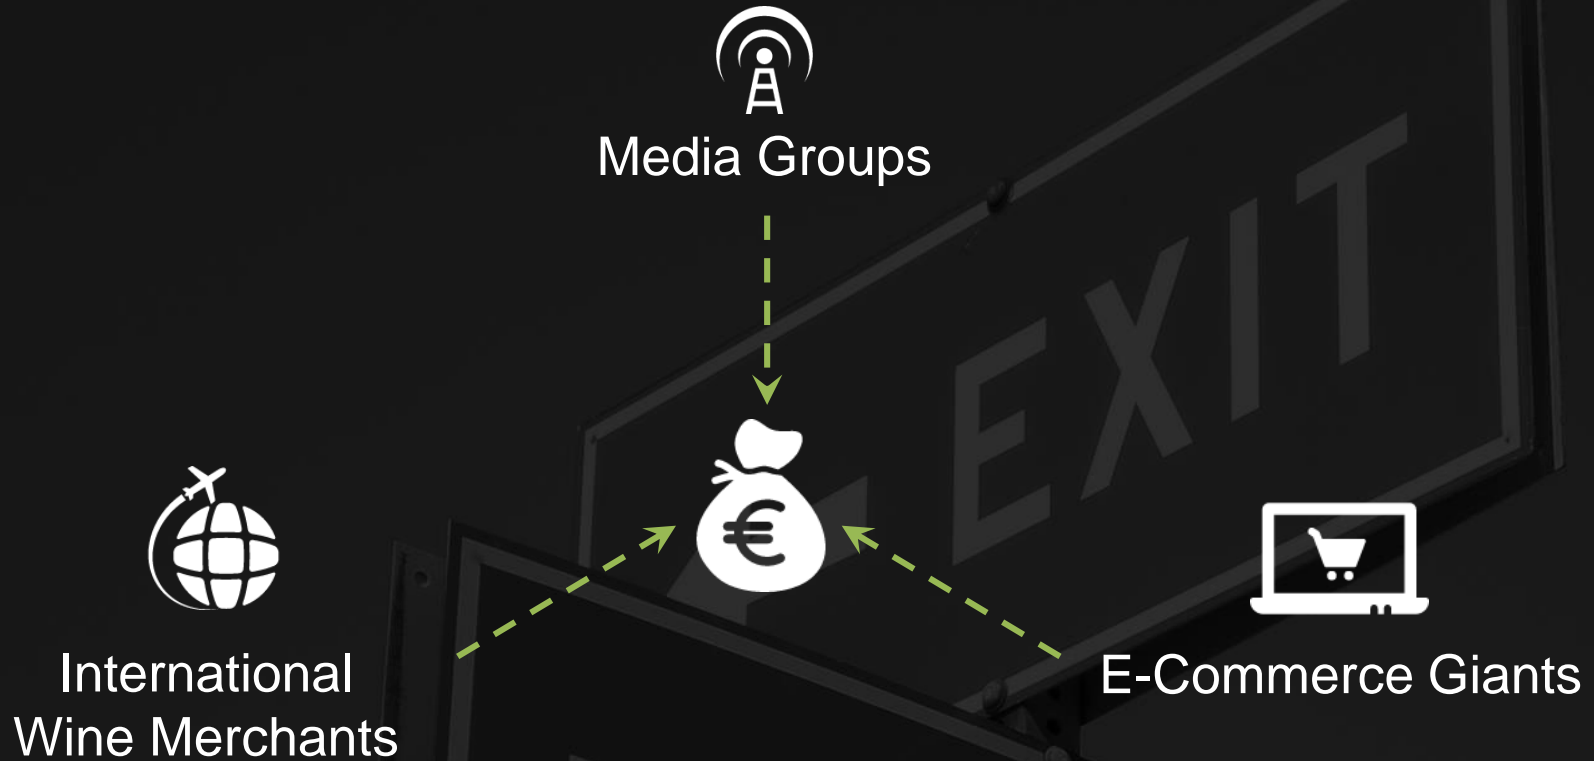 Media Groups
EXIT
€
International
Wine Merchants
E-Commerce Giants